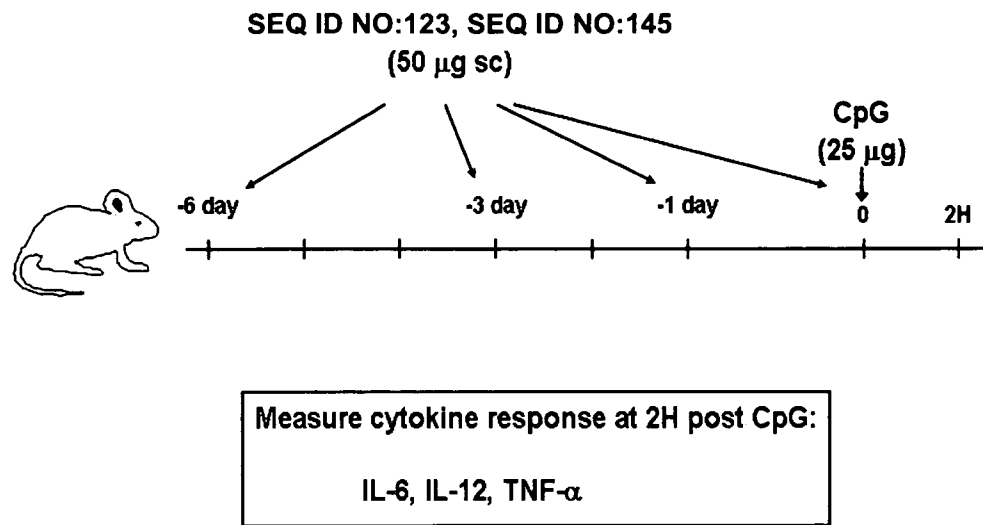 SEQ ID NO:123, SEQ ID NO:145
(50 µg sc)
CpG
(25 µg)
-6 day
-3 day
-1 day
0
2H
Measure cytokine response at 2H post CpG:
IL-6, IL-12, TNF-α